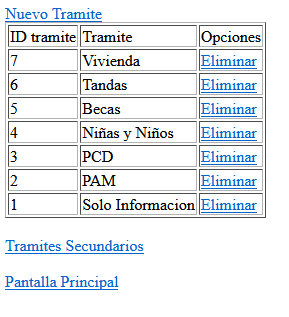 Nuevo Tramite
ID tramite Tramite Opciones
7 Vivienda Eliminar
6 Tandas Eliminar
5 Becas Eliminar
4 Niñas y Niños Eliminar
3 PCD Eliminar
2 PAM Eliminar
1 Solo Informacion Eliminar
Tramites Secundarios
Pantalla Principal